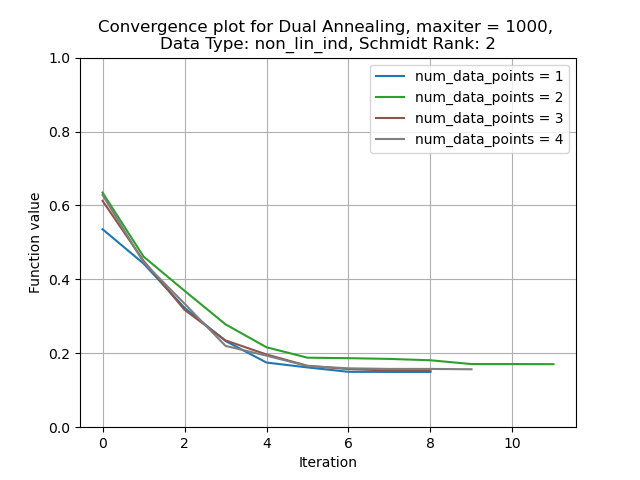 Convergence plot for Dual Annealing, maxiter = 1000,
Data Type: non_lin_ind, Schmidt Rank: 2
1.0
0.8
0.6
0.4
0.2
0.0
Function value
num_data_points = 1
num_data_points = 2
num_data_points = 3
num_data_points = 4
0 2 4 6 8 10
Iteration